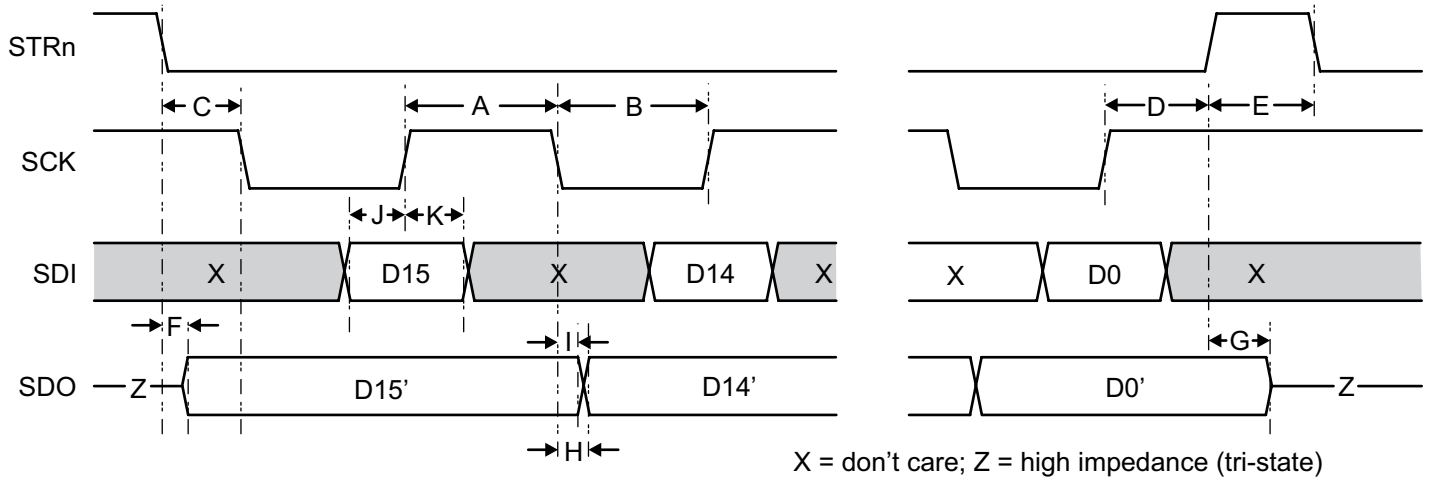 STRn
C
A
B
D
E
SCK
J
K
SDI
X
D15
X
D14
X
X
D0
X
F
I
G
SDO
Z
D15’
D14’
D0’
Z
H
X = don’t care; Z = high impedance (tri-state)